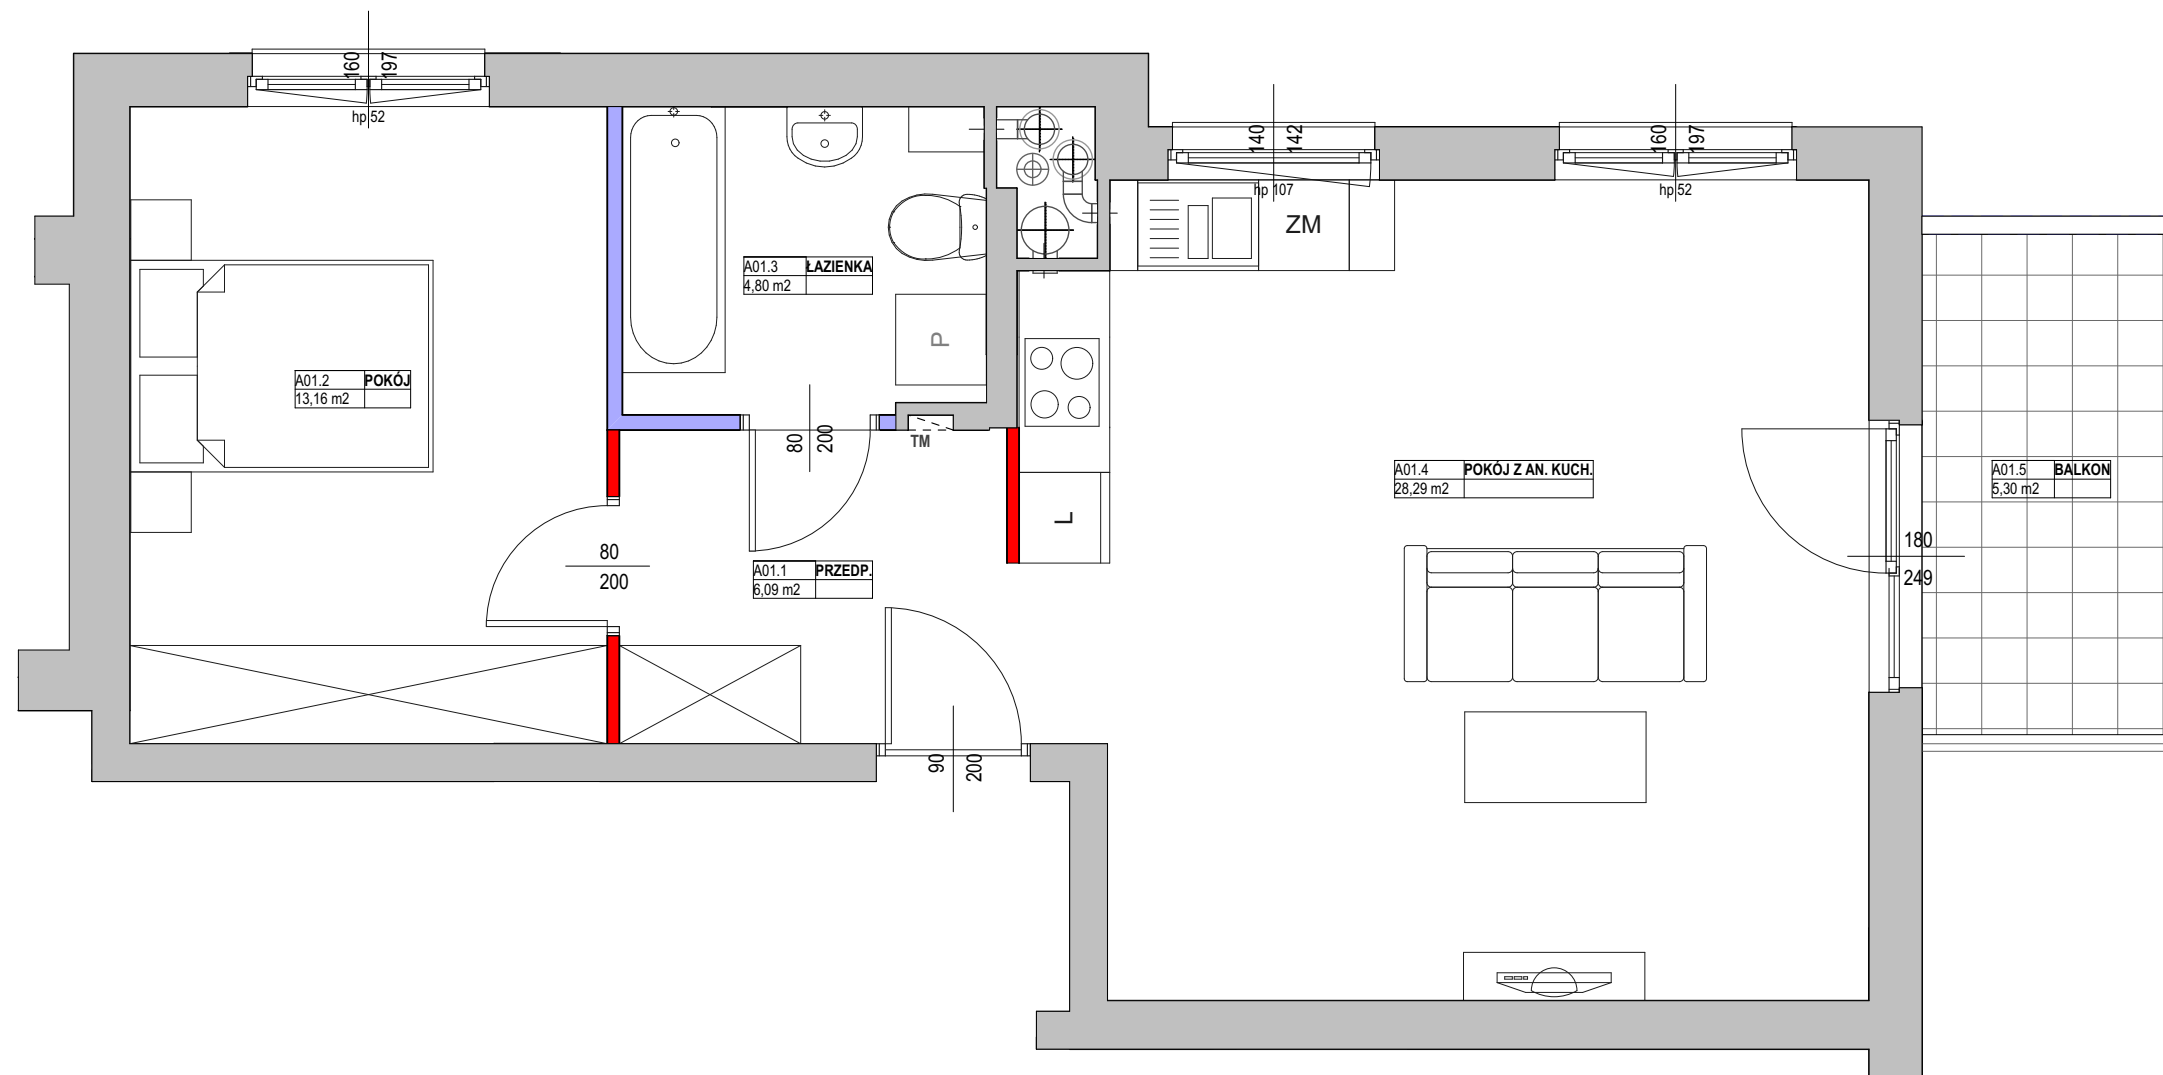 160
197
hp 52
140
142
hp 107
160
197
hp 52
ZM
A01.3 ŁAZIENKA
4,80 m2
P
A01.2 POKÓJ
13,16 m2
80
200
TM
A01.4 POKÓJ Z AN. KUCH.
28,29 m2
A01.5 BALKON
5,30 m2
L
80
200
A01.1 PRZEDP.
6,09 m2
180
249
90
200